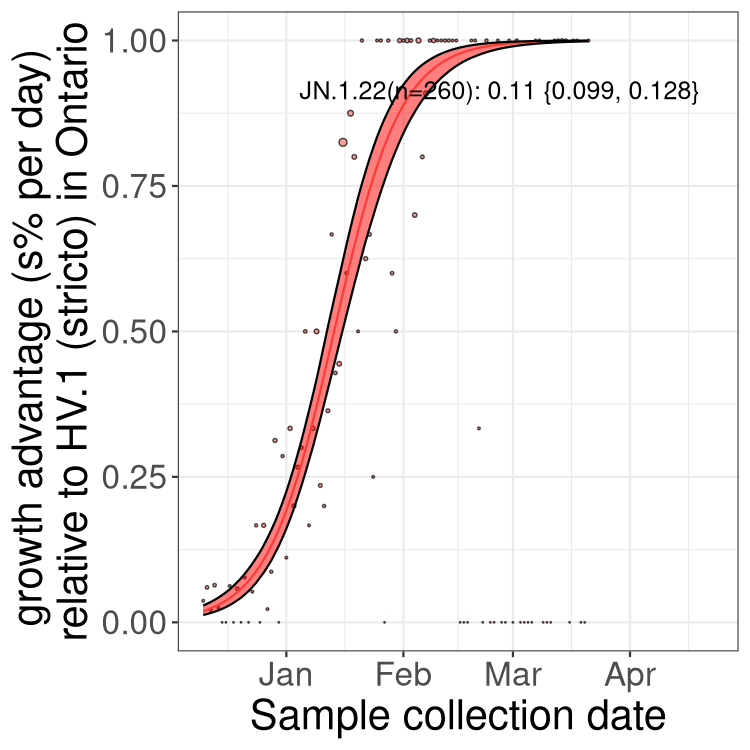 growth advantage (s% per day)
relative to HV.1 (stricto) in Ontario
1.00
0.75
0.50
0.25
0.00
JN.1.22(n=260): 0.11 {0.099, 0.128}
Jan Feb Mar Apr
Sample collection date